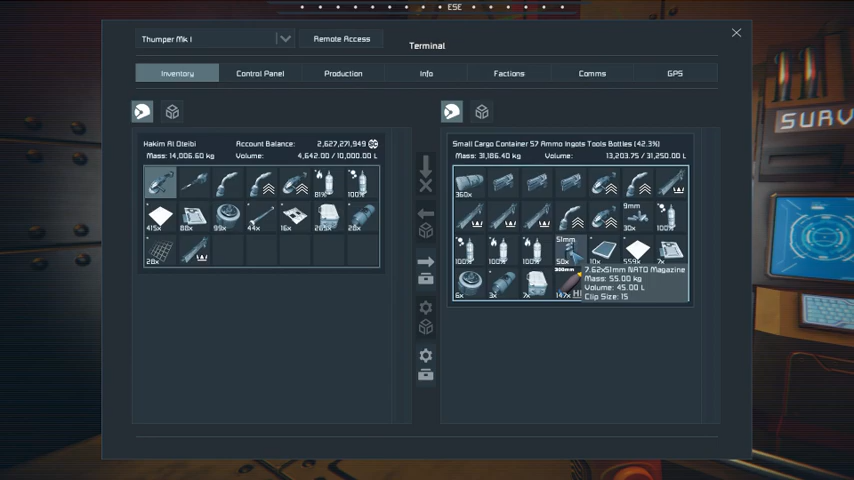 ESE
Thumper Mk I
Remote Access
Terminal
Inventory
Control Panel
Production
Info
Factions
Comms
GPS
SURV
Hakim Al Oteibi
Account Balance: 2,627,271,949
Mass: 14,006.60 kg
Volume: 4,642.00 / 10,000.00 L
81%
100%
415x
88x
99x
44x
16x
28x
Small Cargo Container 57 Ammo Ingots Tools Bottles (42.3%)
Mass: 31,186.40 kg
Volume: 13,203.75 / 31,250.00 L
360x
9mm
30x
100%
100%
100%
100%
51mm
50x
10x
559x
7x
7.62x51mm NATO Magazine
Mass: 55.00 kg
Volume: 45.00 L
Clip Size: 15
6x
3x
7x
147x